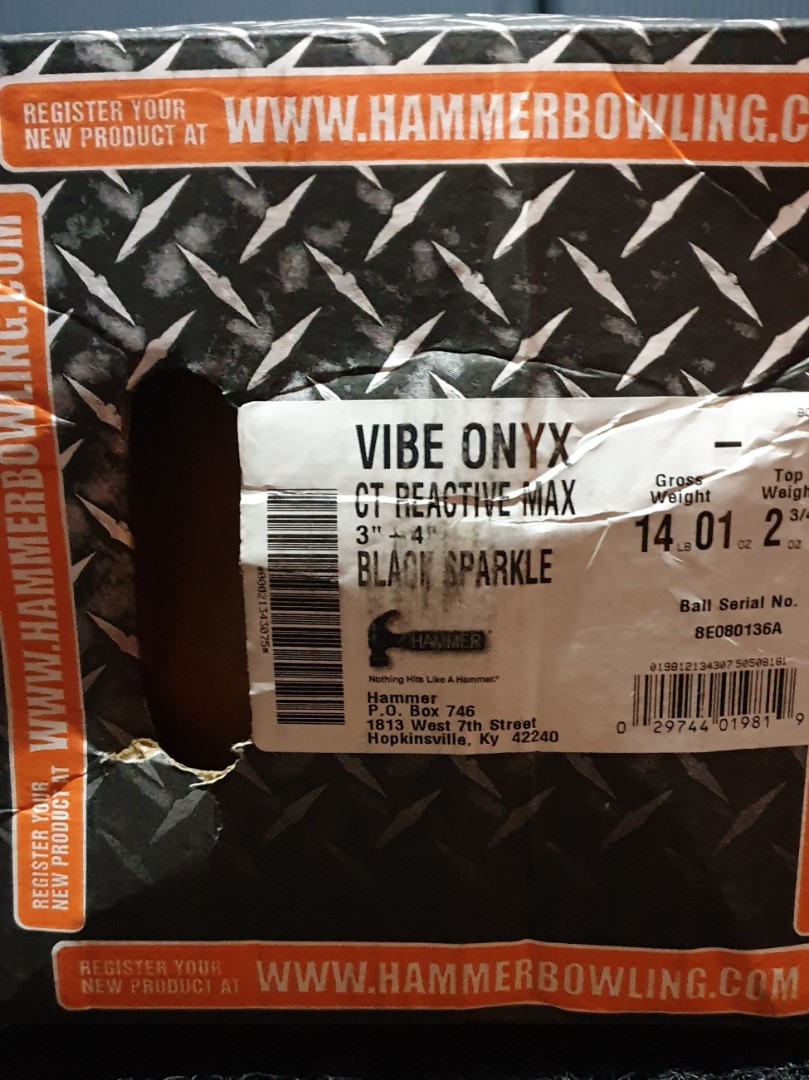 REGISTER YOUR
NEW PRODUCT AT
WWW.HAMMERBOWLING.C
REGISTER YOUR
NEW PRODUCT AT
WWW.HAMMERBOWLING.COM
VIBE ONYX
CT REACTIVE MAX
3" - 4"
BLACK SPARKLE
#00021343075#
HAMMER
Nothing Hits Like A Hammer.®
Hammer
P.O. Box 746
1813 West 7th Street
Hopkinsville, Ky 42240
–
Gross Weight
14 LB 01 OZ
Top Weigh
2 3/4 OZ
Ball Serial No.
8E080136A
0 29744 01981 9
REGISTER YOUR
NEW PRODUCT AT
WWW.HAMMERBOWLING.COM